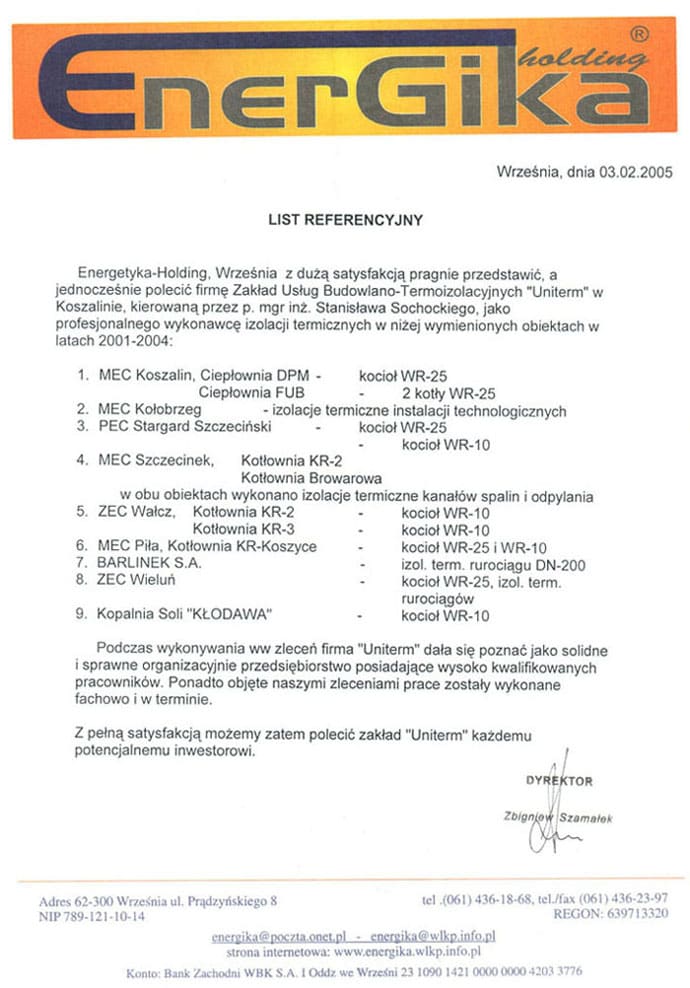 EnerGika holding ®
Września, dnia 03.02.2005
LIST REFERENCYJNY
Energetyka-Holding, Września z dużą satysfakcją pragnie przedstawić, a
jednocześnie polecić firmę Zakład Usług Budowlano-Termoizolacyjnych "Uniterm" w
Koszalinie, kierowaną przez p. mgr inż. Stanisława Sochockiego, jako
profesjonalnego wykonawcę izolacji termicznych w niżej wymienionych obiektach w
latach 2001-2004:
1. MEC Koszalin, Ciepłownia DPM - kocioł WR-25
Ciepłownia FUB - 2 kotły WR-25
2. MEC Kołobrzeg - izolacje termiczne instalacji technologicznych
3. PEC Stargard Szczeciński - kocioł WR-25
- kocioł WR-10
4. MEC Szczecinek, Kotłownia KR-2
Kotłownia Browarowa
w obu obiektach wykonano izolacje termiczne kanałów spalin i odpylania
5. ZEC Wałcz, Kotłownia KR-2 - kocioł WR-10
Kotłownia KR-3 - kocioł WR-10
6. MEC Piła, Kotłownia KR-Koszyce - kocioł WR-25 i WR-10
7. BARLINEK S.A. - izol. term. rurociągu DN-200
8. ZEC Wieluń - kocioł WR-25, izol. term.
rurociągów
9. Kopalnia Soli "KŁODAWA" - kocioł WR-10
Podczas wykonywania ww zleceń firma "Uniterm" dała się poznać jako solidne
i sprawne organizacyjnie przedsiębiorstwo posiadające wysoko kwalifikowanych
pracowników. Ponadto objęte naszymi zleceniami prace zostały wykonane
fachowo i w terminie.
Z pełną satysfakcją możemy zatem polecić zakład "Uniterm" każdemu
potencjalnemu inwestorowi.
DYREKTOR
Zbigniew Szamałek
Adres 62-300 Września ul. Prądzyńskiego 8 tel .(061) 436-18-68, tel./fax (061) 436-23-97
NIP 789-121-10-14 REGON: 639713320
energika@poczta.onet.pl - energika@wlkp.info.pl
strona internetowa: www.energika.wlkp.info.pl
Konto: Bank Zachodni WBK S.A. I Oddz we Wrześni 23 1090 1421 0000 0000 4203 3776